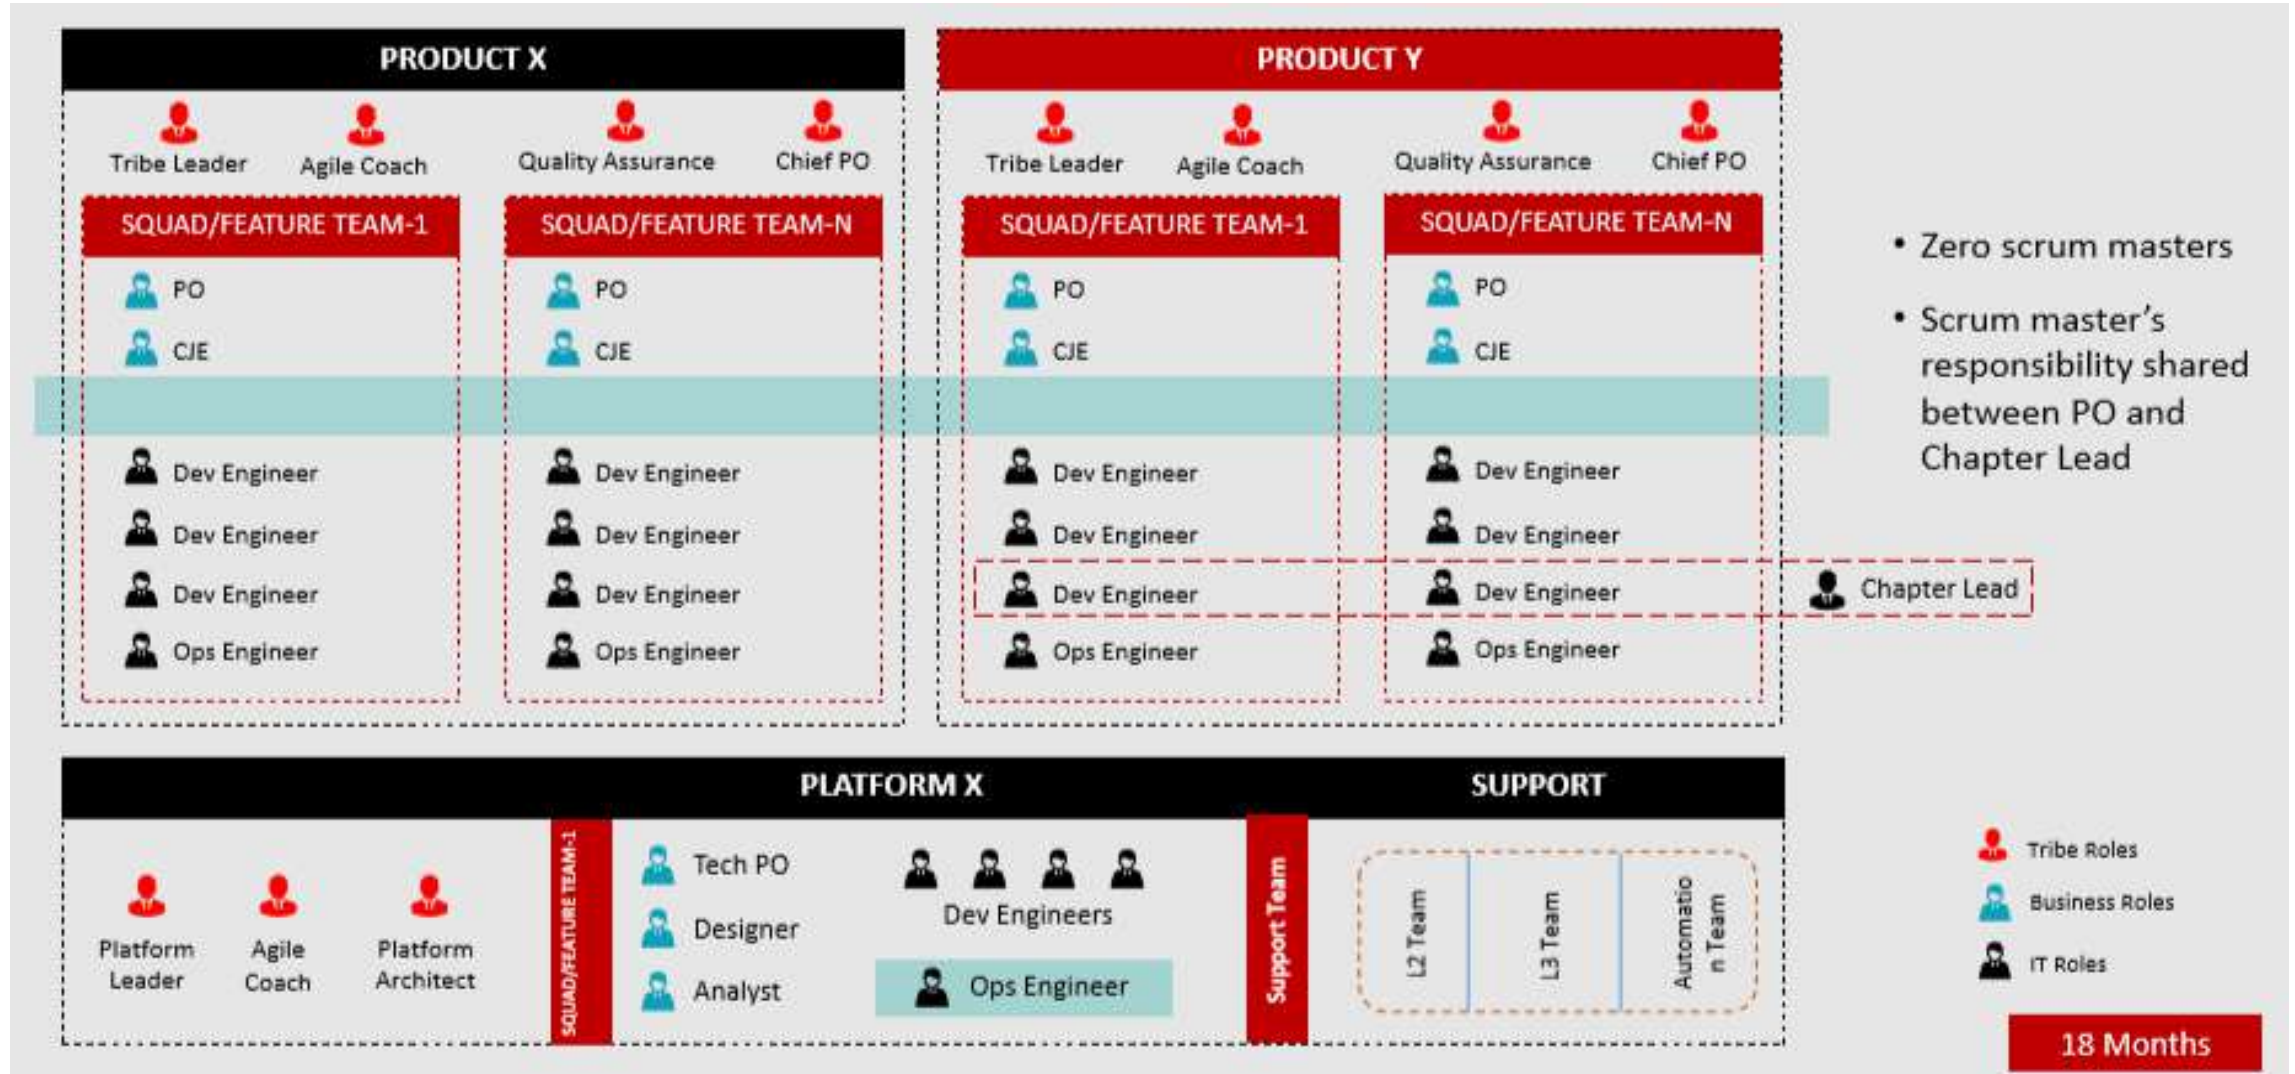 PRODUCT X
Tribe Leader
Agile Coach
Quality Assurance
Chief PO
SQUAD/FEATURE TEAM-1
PO
CJE
Dev Engineer
Dev Engineer
Dev Engineer
Ops Engineer
SQUAD/FEATURE TEAM-N
PO
CJE
Dev Engineer
Dev Engineer
Dev Engineer
Ops Engineer
PRODUCT Y
Tribe Leader
Agile Coach
Quality Assurance
Chief PO
SQUAD/FEATURE TEAM-1
PO
CJE
Dev Engineer
Dev Engineer
Dev Engineer
Ops Engineer
SQUAD/FEATURE TEAM-N
PO
CJE
Dev Engineer
Dev Engineer
Dev Engineer
Ops Engineer
Chapter Lead
• Zero scrum masters
• Scrum master’s
responsibility shared
between PO and
Chapter Lead
PLATFORM X
Platform
Leader
Agile
Coach
Platform
Architect
SQUAD/FEATURE TEAM-1
Tech PO
Designer
Analyst
Dev Engineers
Ops Engineer
SUPPORT
Support Team
L2 Team
L3 Team
Automatio
n Team
Tribe Roles
Business Roles
IT Roles
18 Months